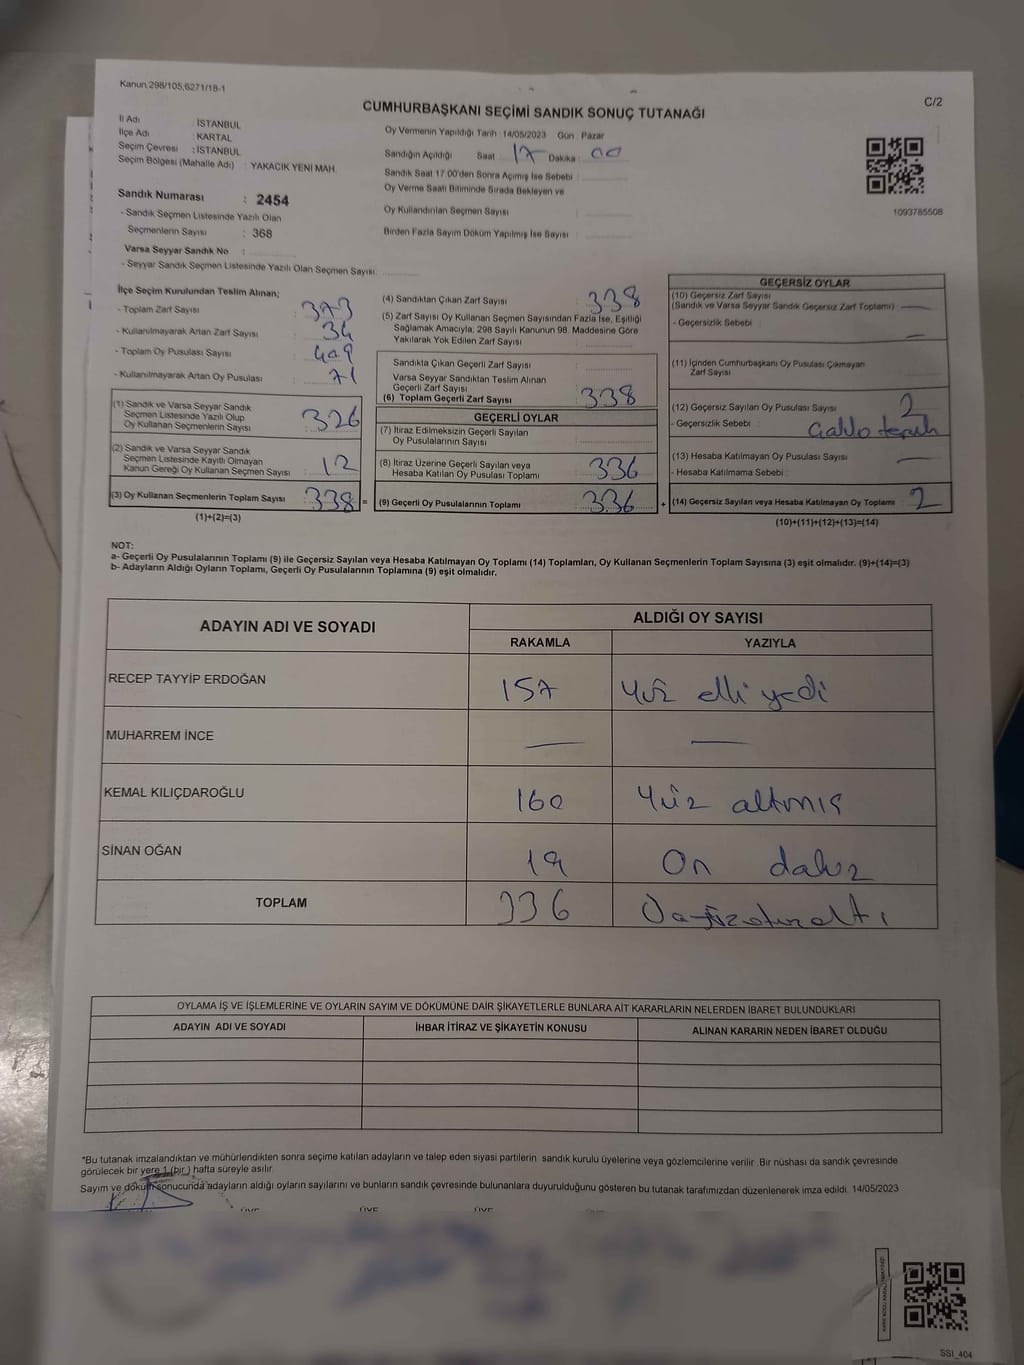 Kanun.298/105,6271/18-1
C/2
CUMHURBAŞKANI SEÇİMİ SANDIK SONUÇ TUTANAĞI
İl Adı : İSTANBUL
İlçe Adı : KARTAL
Seçim Çevresi : İSTANBUL
Seçim Bölgesi (Mahalle Adı) : YAKACIK YENİ MAH.
Sandık Numarası : 2454
- Sandık Seçmen Listesinde Yazılı Olan
Seçmenlerin Sayısı : 368
Varsa Seyyar Sandık No :
- Seyyar Sandık Seçmen Listesinde Yazılı Olan Seçmen Sayısı:
Oy Vermenin Yapıldığı Tarih : 14/05/2023 Gün : Pazar
Sandığın Açıldığı Saat : 17 Dakika : 00
Sandık Saat 17.00'den Sonra Açımış İse Sebebi :
Oy Verme Saati Bitiminde Sırada Bekleyen ve
Oy Kullandırılan Seçmen Sayısı
Birden Fazla Sayım Döküm Yapılmış İse Sayısı :
1093785508
İlçe Seçim Kurulundan Teslim Alınan;
- Toplam Zarf Sayısı : 373
- Kullanılmayarak Artan Zarf Sayısı : 34
- Toplam Oy Pusulası Sayısı : 409
- Kullanılmayarak Artan Oy Pusulası : 71
(1) Sandık ve Varsa Seyyar Sandık
Seçmen Listesinde Yazılı Olup
Oy Kullanan Seçmenlerin Sayısı : 326
(2) Sandık ve Varsa Seyyar Sandık
Seçmen Listesinde Kayıtlı Olmayan
Kanun Gereği Oy Kullanan Seçmen Sayısı : 12
(3) Oy Kullanan Seçmenlerin Toplam Sayısı : 338 =
(1)+(2)=(3)
(4) Sandıktan Çıkan Zarf Sayısı : 338
(5) Zarf Sayısı Oy Kullanan Seçmen Sayısından Fazla İse, Eşitliği
Sağlamak Amacıyla, 298 Sayılı Kanunun 98. Maddesine Göre
Yakılarak Yok Edilen Zarf Sayısı
Sandıkta Çıkan Geçerli Zarf Sayısı
Varsa Seyyar Sandıktan Teslim Alınan
Geçerli Zarf Sayısı
(6) Toplam Geçerli Zarf Sayısı : 338
GEÇERLİ OYLAR
(7) İtiraz Edilmeksizin Geçerli Sayılan
Oy Pusulalarının Sayısı
(8) İtiraz Üzerine Geçerli Sayılan veya
Hesaba Katılan Oy Pusulası Toplamı : 336
(9) Geçerli Oy Pusulalarının Toplamı : 336 +
GEÇERSİZ OYLAR
(10) Geçersiz Zarf Sayısı
(Sandık ve Varsa Seyyar Sandık Geçersiz Zarf Toplamı) : —
- Geçersizlik Sebebi : —
(11) İçinden Cumhurbaşkanı Oy Pusulası Çıkmayan
Zarf Sayısı
(12) Geçersiz Sayılan Oy Pusulası Sayısı : 2
- Geçersizlik Sebebi :
(13) Hesaba Katılmayan Oy Pusulası Sayısı : —
- Hesaba Katılmama Sebebi :
(14) Geçersiz Sayılan veya Hesaba Katılmayan Oy Toplamı : 2
(10)+(11)+(12)+(13)=(14)
NOT:
a- Geçerli Oy Pusulalarının Toplamı (9) ile Geçersiz Sayılan veya Hesaba Katılmayan Oy Toplamı (14) Toplamları, Oy Kullanan Seçmenlerin Toplam Sayısına (3) eşit olmalıdır. (9)+(14)=(3)
b- Adayların Aldığı Oyların Toplamı, Geçerli Oy Pusulalarının Toplamına (9) eşit olmalıdır.
ADAYIN ADI VE SOYADI
ALDIĞI OY SAYISI
RAKAMLA YAZIYLA
RECEP TAYYİP ERDOĞAN 157 Yüz elli yedi
MUHARREM İNCE — —
KEMAL KILIÇDAROĞLU 160 Yüz altmış
SİNAN OĞAN 19 On dokuz
TOPLAM 336
OYLAMA İŞ VE İŞLEMLERİNE VE OYLARIN SAYIM VE DÖKÜMÜNE DAİR ŞİKAYETLERLE BUNLARA AİT KARARLARIN NELERDEN İBARET BULUNDUKLARI
ADAYIN ADI VE SOYADI İHBAR İTİRAZ VE ŞİKAYETİN KONUSU ALINAN KARARIN NEDEN İBARET OLDUĞU
*Bu tutanak imzalandıktan ve mühürlendikten sonra seçime katılan adayların ve talep eden siyasi partilerin sandık kurulu üyelerine veya gözlemcilerine verilir. Bir nüshası da sandık çevresinde
görülecek bir yere 1 (bir) hafta süreyle asılır.
Sayım ve döküm sonucunda adayların aldığı oyların sayılarını ve bunların sandık çevresinde bulunanlara duyurulduğunu gösteren bu tutanak tarafımızdan düzenlenerek imza edildi. 14/05/2023
ÜYE ÜYE ÜYE
SSI_404